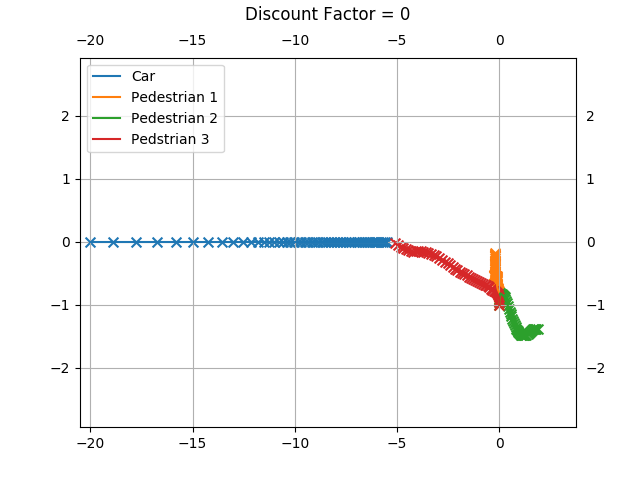 Discount Factor = 0
−20 −15 −10 −5 0
Car
Pedestrian 1
Pedestrian 2
Pedstrian 3
2 2
1 1
0 0
−1 −1
−2 −2
−20 −15 −10 −5 0